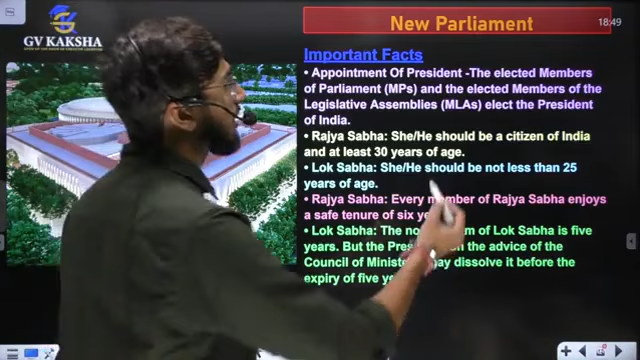 GV KAKSHA
New Parliament
18:49
Important Facts
• Appointment Of President -The elected Members
of Parliament (MPs) and the elected Members of the
Legislative Assemblies (MLAs) elect the President
of India.
• Rajya Sabha: She/He should be a citizen of India
and at least 30 years of age.
• Lok Sabha: She/He should be not less than 25
years of age.
• Rajya Sabha: Every member of Rajya Sabha enjoys
a safe tenure of six
• Lok Sabha: The of Lok Sabha is five
years. But the on the advice of the
Council of may dissolve it before the
expiry of five